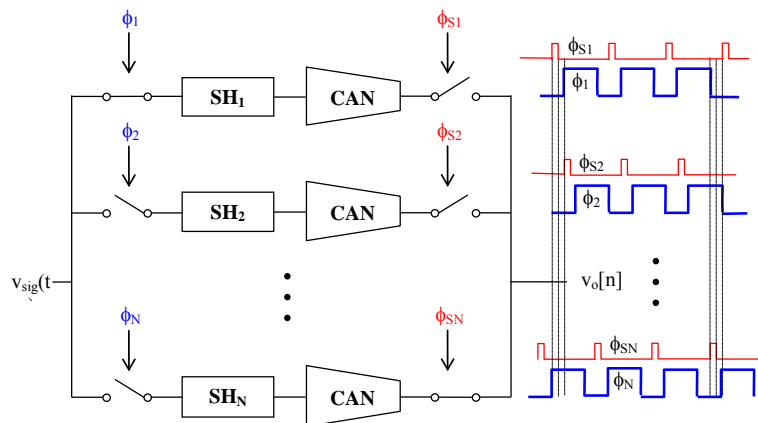 ϕ1 ϕS1
SH1 CAN
ϕS1
ϕ1
ϕ2 ϕS2
SH2 CAN
ϕS2
ϕ2
vsig(t
vo[n]
ϕN ϕSN
SHN CAN
ϕSN
ϕN